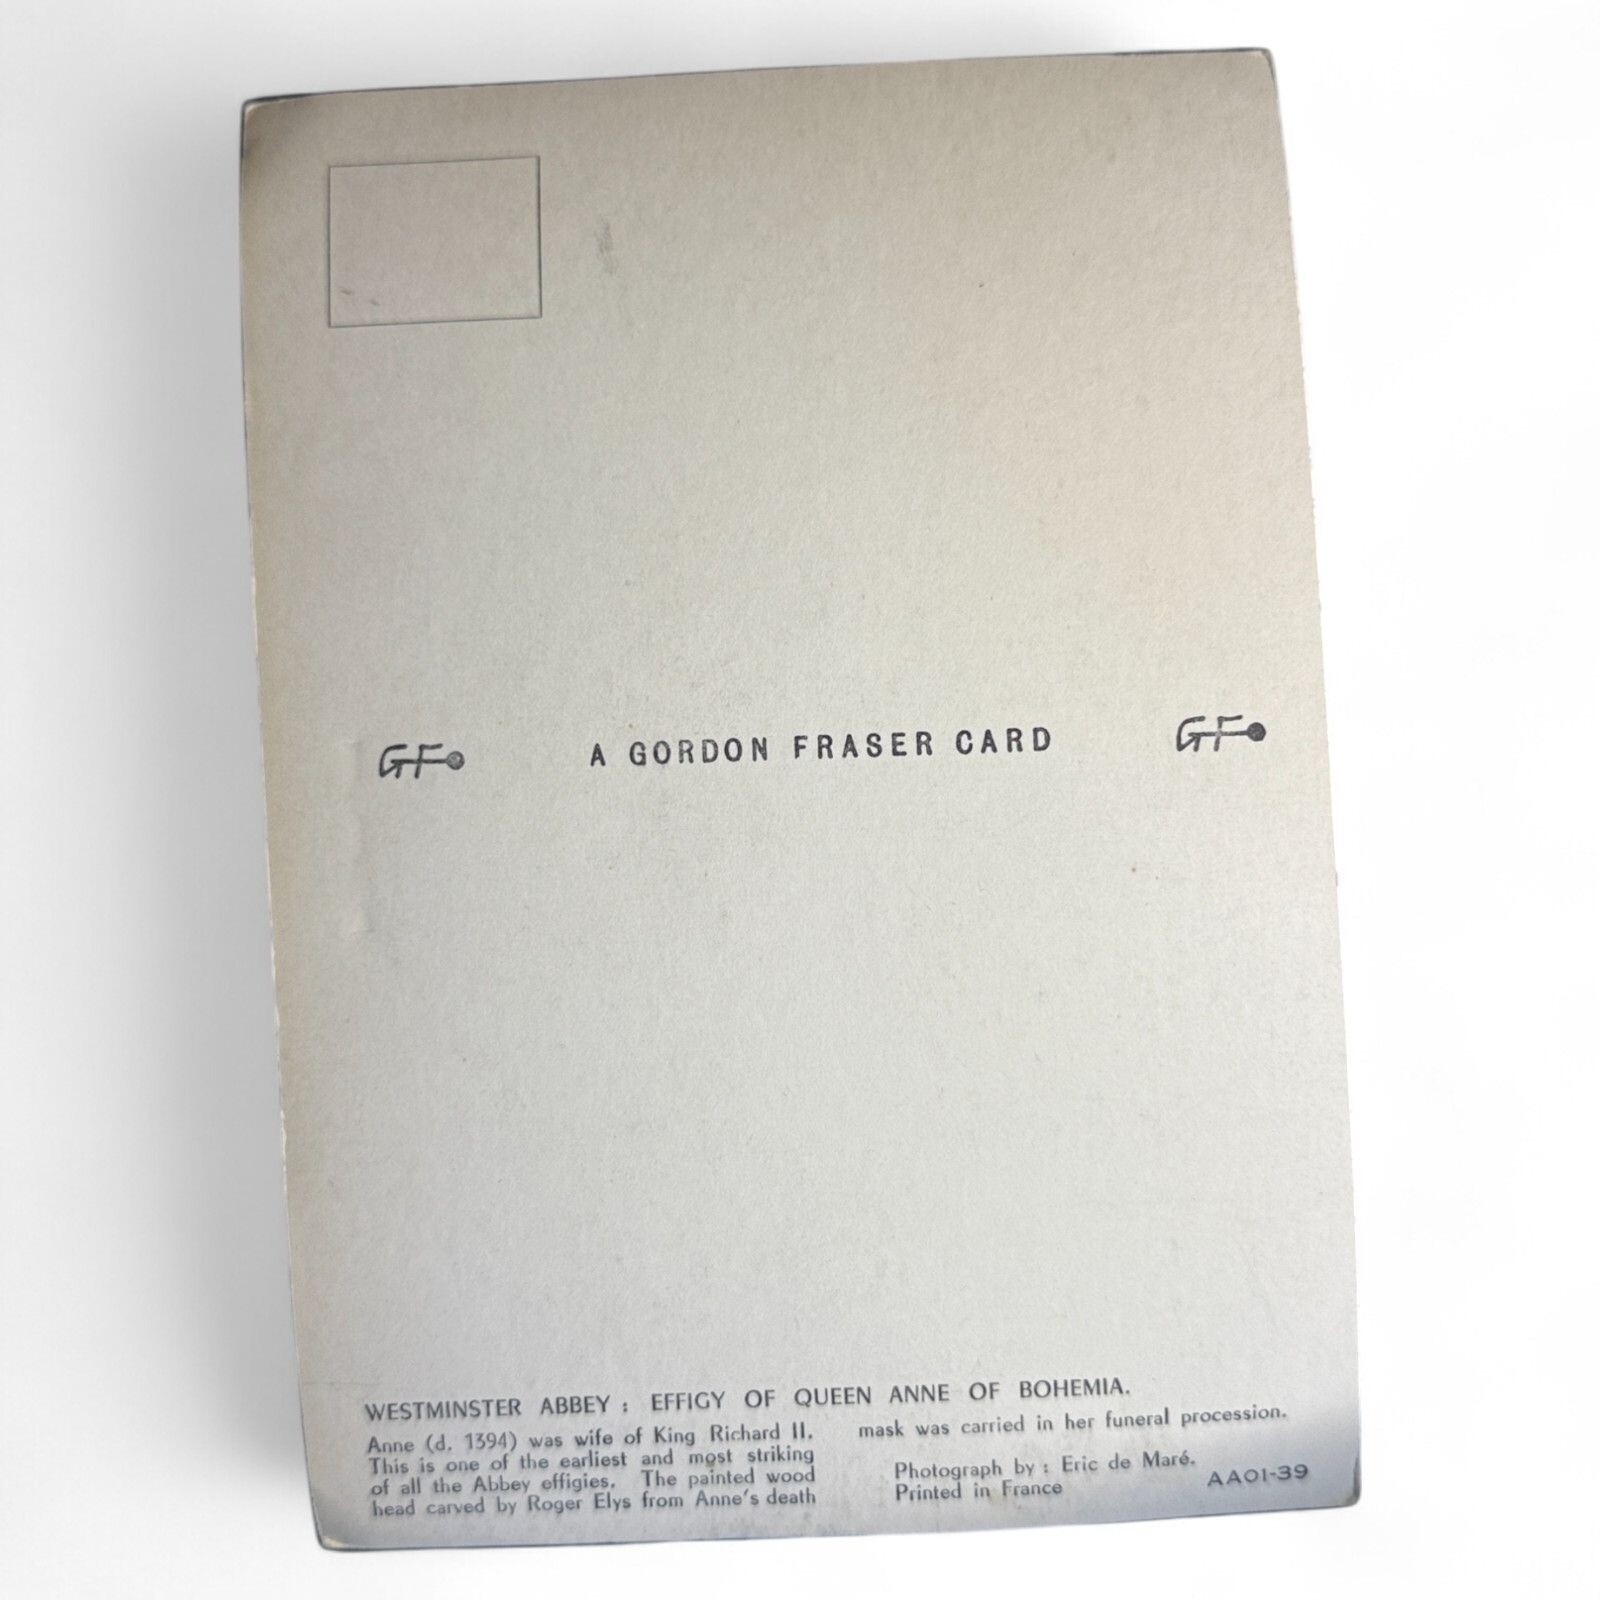 GF
A GORDON FRASER CARD
GF
WESTMINSTER ABBEY : EFFIGY OF QUEEN ANNE OF BOHEMIA.
Anne (d. 1394) was wife of King Richard II.
This is one of the earliest and most striking
of all the Abbey effigies. The painted wood
head carved by Roger Elys from Anne's death
mask was carried in her funeral procession.
Photograph by : Eric de Maré.
Printed in France
AA01-39